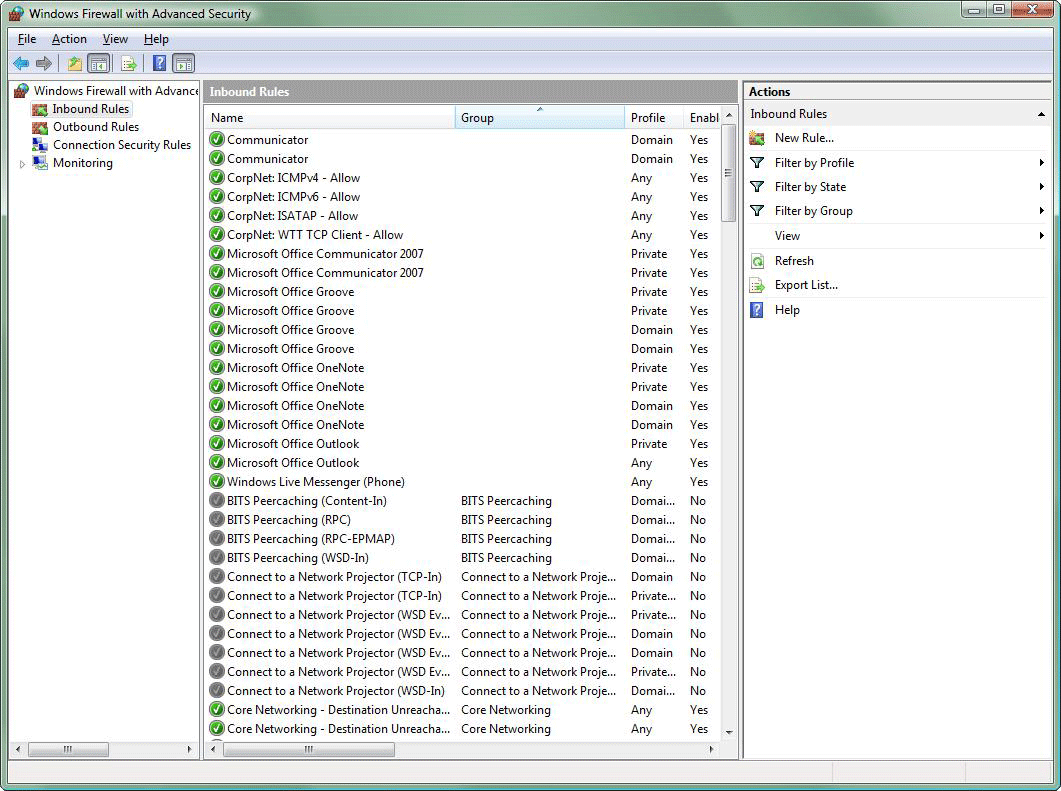 Windows Firewall with Advanced Security
File Action View Help
Windows Firewall with Advance
Inbound Rules
Outbound Rules
Connection Security Rules
Monitoring
Inbound Rules
Name Group Profile Enabl
Communicator Domain Yes
Communicator Domain Yes
CorpNet: ICMPv4 - Allow Any Yes
CorpNet: ICMPv6 - Allow Any Yes
CorpNet: ISATAP - Allow Any Yes
CorpNet: WTT TCP Client - Allow Any Yes
Microsoft Office Communicator 2007 Private Yes
Microsoft Office Communicator 2007 Private Yes
Microsoft Office Groove Private Yes
Microsoft Office Groove Private Yes
Microsoft Office Groove Domain Yes
Microsoft Office Groove Domain Yes
Microsoft Office OneNote Private Yes
Microsoft Office OneNote Private Yes
Microsoft Office OneNote Domain Yes
Microsoft Office OneNote Domain Yes
Microsoft Office Outlook Private Yes
Microsoft Office Outlook Any Yes
Windows Live Messenger (Phone) Any Yes
BITS Peercaching (Content-In) BITS Peercaching Domai... No
BITS Peercaching (RPC) BITS Peercaching Domai... No
BITS Peercaching (RPC-EPMAP) BITS Peercaching Domai... No
BITS Peercaching (WSD-In) BITS Peercaching Domai... No
Connect to a Network Projector (TCP-In) Connect to a Network Proje... Domain No
Connect to a Network Projector (TCP-In) Connect to a Network Proje... Private... No
Connect to a Network Projector (WSD Ev... Connect to a Network Proje... Private... No
Connect to a Network Projector (WSD Ev... Connect to a Network Proje... Domain No
Connect to a Network Projector (WSD Ev... Connect to a Network Proje... Domain No
Connect to a Network Projector (WSD Ev... Connect to a Network Proje... Private... No
Connect to a Network Projector (WSD-In) Connect to a Network Proje... Domai... No
Core Networking - Destination Unreacha... Core Networking Any Yes
Core Networking - Destination Unreacha... Core Networking Any Yes
Actions
Inbound Rules
New Rule...
Filter by Profile
Filter by State
Filter by Group
View
Refresh
Export List...
Help